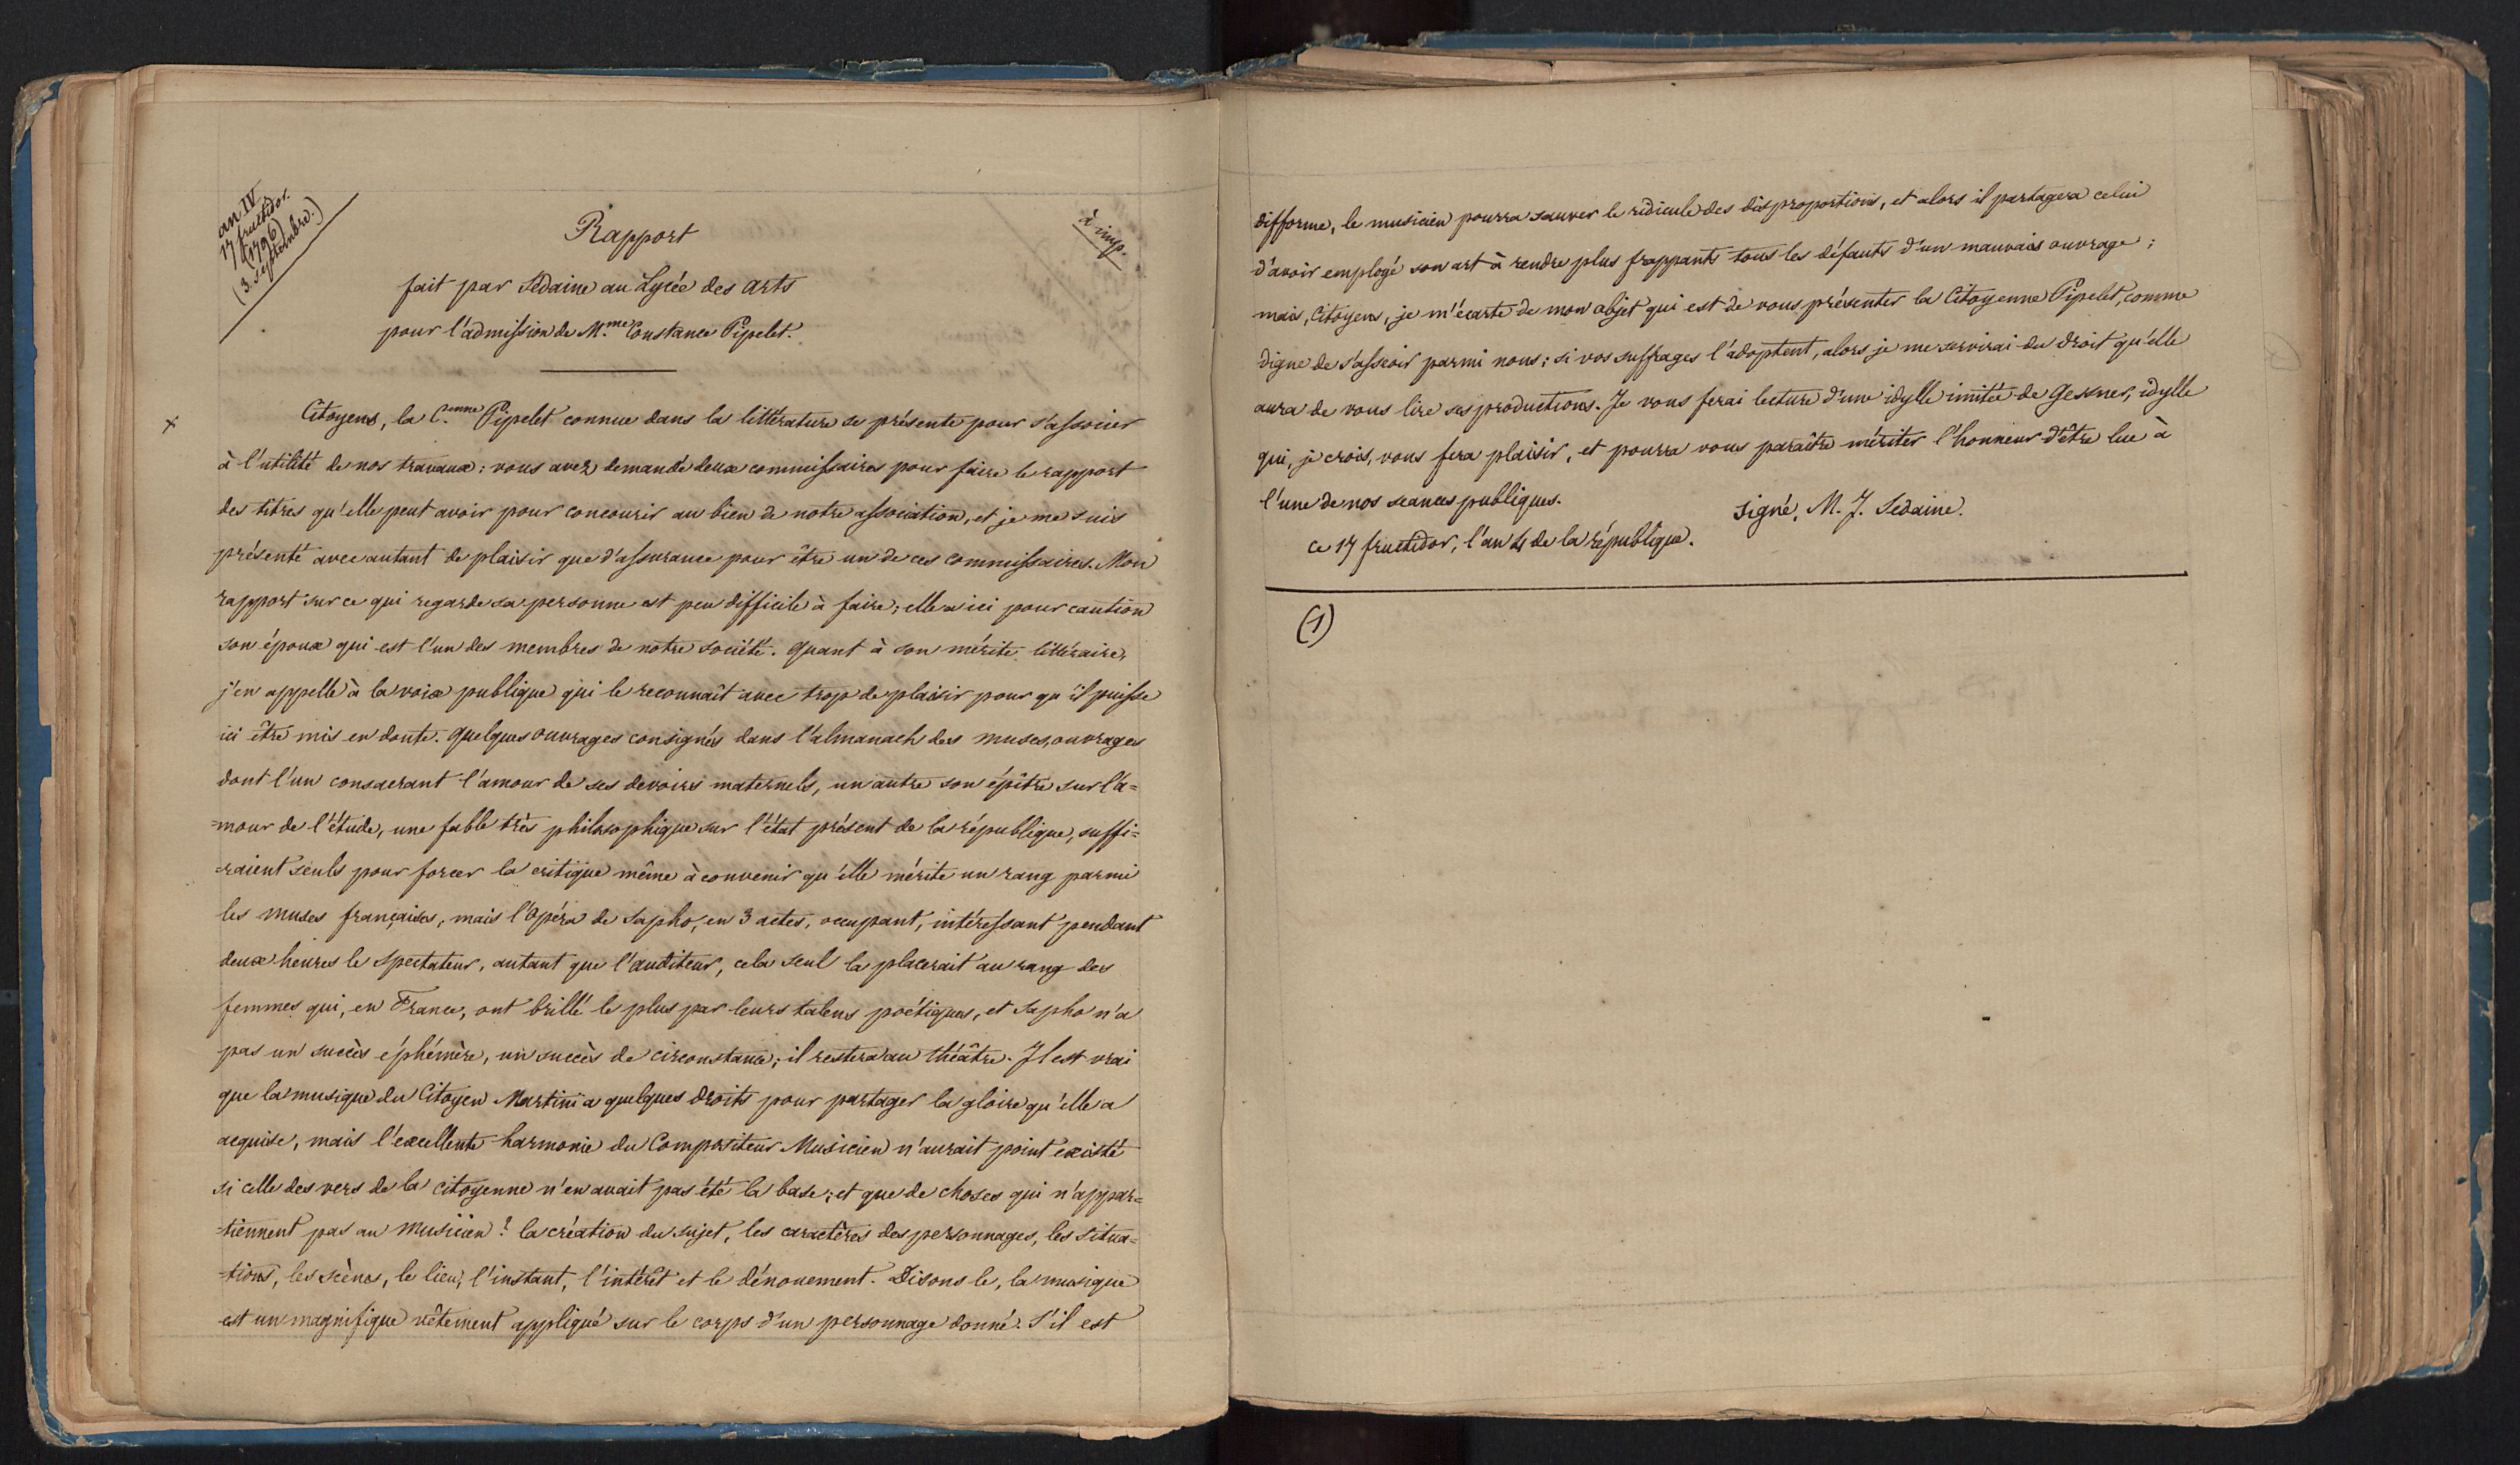 an IV
17 fructidor.
(1796)
(3. Septembre.)
à imp.
Rapport
fait par Sédaine au Lycée des arts
pour l'admission de M.me Constance Pipelet.
Citoyens, la C.enne Pipelet connue dans la littérature se présente pour s'associer
à l'utilité de nos travaux: vous avez demandé deux commissaires pour faire le rapport
des titres qu'elle peut avoir pour concourir au bien de notre association, et je me suis
présenté avec autant de plaisir que d'assurance pour être un de ces commissaires. Mon
rapport sur ce qui regarde sa personne est peu difficile à faire; elle a ici pour caution
son époux qui est l'un des membres de notre société. Quant à son mérite littéraire,
j'en appelle à la voix publique qui le reconnaît avec trop de plaisir pour qu'il puisse
ici être mis en doute. Quelques ouvrages consignés dans l'almanach des muses, ouvrages
dont l'un consacrant l'amour de ses devoirs maternels, un autre son épître sur l'a=
=mour de l'étude, une fable très philosophique sur l'état présent de la république, suffi=
=raient seuls pour forcer la critique même à convenir qu'elle mérite un rang parmi
les muses françaises, mais l'Opéra de Sapho, en 3 actes, occupant, intéressant pendant
deux heures le spectateur, autant que l'auditeur, cela seul la placerait au rang des
femmes qui, en France, ont brillé le plus par leurs talens poétiques, et Sapho n'a
pas un succès éphémère, un succès de circonstance; il restera au théâtre. Il est vrai
que la musique du Citoyen Martini a quelques droits pour partager la gloire qu'elle a
acquise, mais l'excellente harmonie du Compositeur Musicien n'aurait point existé
si celle des vers de la citoyenne n'en avait pas été la base; et que de choses qui n'appar=
=tiennent pas au musicien? la création du sujet, les caractères des personnages, les situa=
=tions, les scènes, le lieu, l'instant, l'intérêt et le dénouement. Disons le, la musique
est un magnifique vêtement appliqué sur le corps d'un personnage donné. S'il est
difforme, le musicien pourra sauver le ridicule des disproportions, et alors il partagera celui
d'avoir employé son art à rendre plus frappants tous les défauts d'un mauvais ouvrage;
mais, Citoyens, je m'écarte de mon objet qui est de vous présenter la Citoyenne Pipelet, comme
digne de s'asseoir parmi nous; si vos suffrages l'adoptent, alors je me servirai du droit qu'elle
aura de vous lire ses productions. Je vous ferai lecture d'une idylle imitée de Gessner, idylle
qui, je crois, vous fera plaisir, et pourra vous paraître mériter l'honneur d'être lue à
l'une de nos séances publiques.
signé, M. J. Sedaine.
ce 17 fructidor, l'an 4 de la république.
(1)